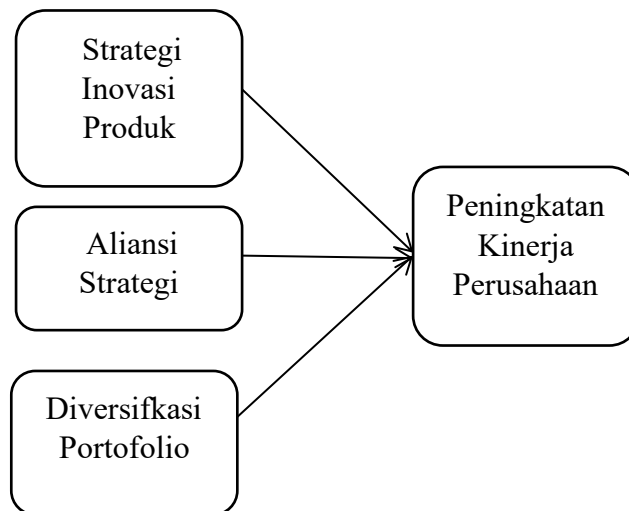 Strategi
Inovasi
Produk
Aliansi
Strategi
Diversifkasi
Portofolio
Peningkatan
Kinerja
Perusahaan